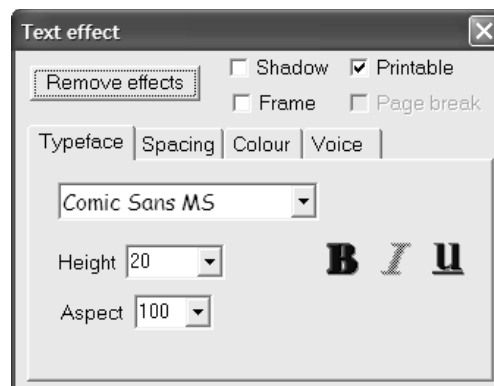 Text effect
Remove effects
Shadow
Printable
Frame
Page break
Typeface Spacing Colour Voice
Comic Sans MS
Height 20
B I u
Aspect 100